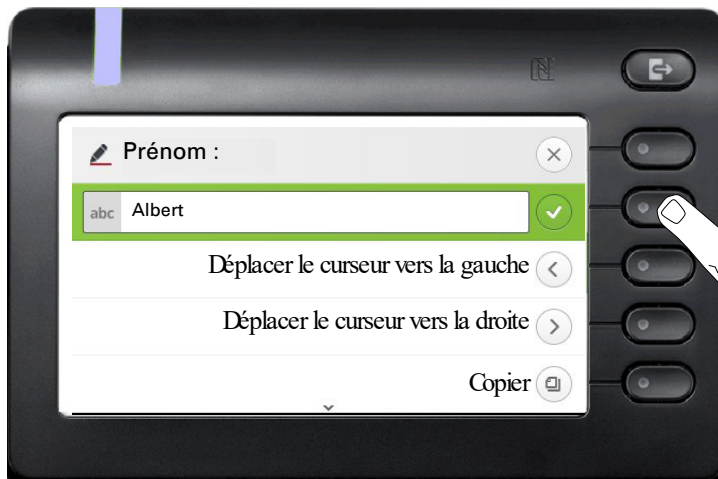 Prénom :
abc Albert
Déplacer le curseur vers la gauche
Déplacer le curseur vers la droite
Copier